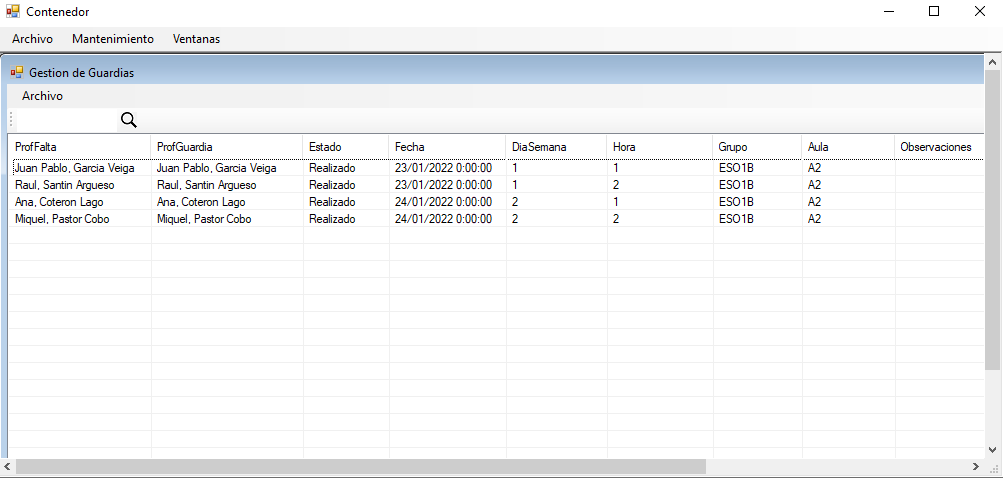 Contenedor
Archivo Mantenimiento Ventanas
Gestion de Guardias
Archivo
ProfFalta ProfGuardia Estado Fecha DiaSemana Hora Grupo Aula Observaciones
Juan Pablo, Garcia Veiga Juan Pablo, Garcia Veiga Realizado 23/01/2022 0:00:00 1 1 ESO1B A2
Raul, Santin Argueso Raul, Santin Argueso Realizado 23/01/2022 0:00:00 1 2 ESO1B A2
Ana, Coteron Lago Ana, Coteron Lago Realizado 24/01/2022 0:00:00 2 1 ESO1B A2
Miquel, Pastor Cobo Miquel, Pastor Cobo Realizado 24/01/2022 0:00:00 2 2 ESO1B A2